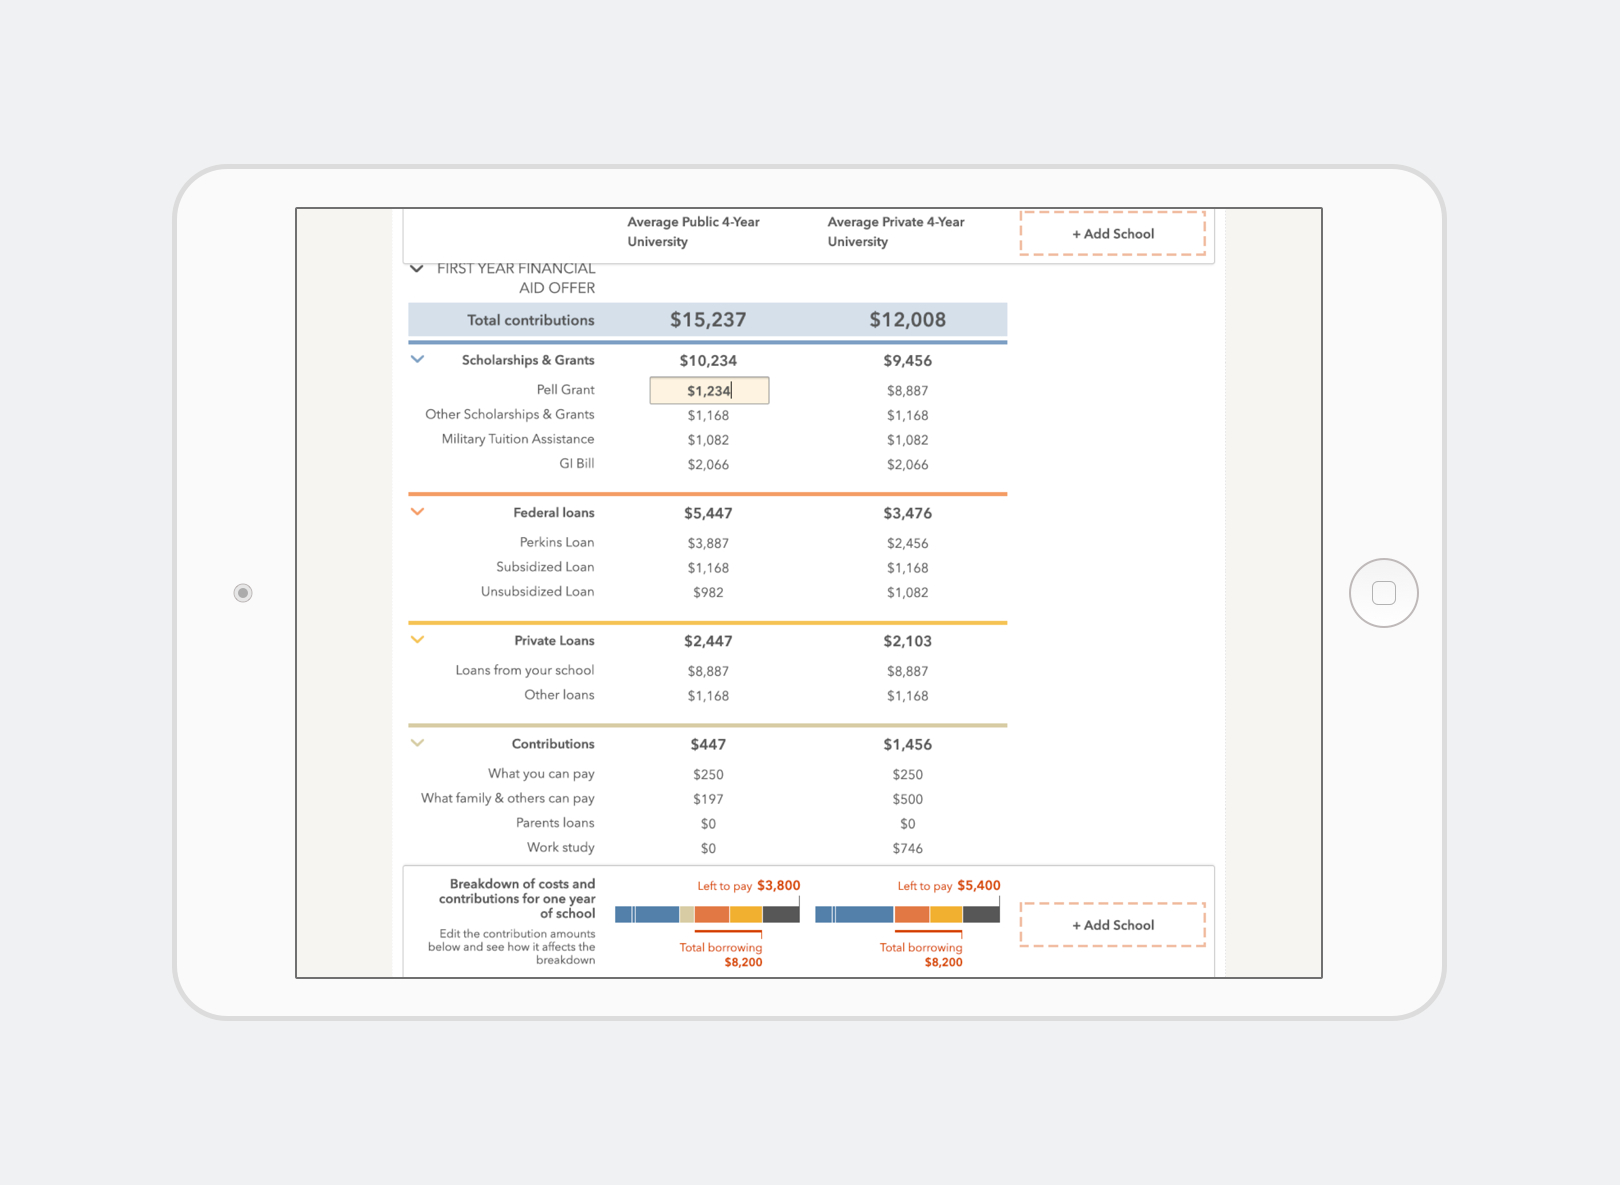 Average Public 4-Year
University
Average Private 4-Year
University
+ Add School
FIRST YEAR FINANCIAL
AID OFFER
Total contributions $15,237 $12,008
Scholarships & Grants $10,234 $9,456
Pell Grant $1,234 $8,887
Other Scholarships & Grants $1,168 $1,168
Military Tuition Assistance $1,082 $1,082
GI Bill $2,066 $2,066
Federal loans $5,447 $3,476
Perkins Loan $3,887 $2,456
Subsidized Loan $1,168 $1,168
Unsubsidized Loan $982 $1,082
Private Loans $2,447 $2,103
Loans from your school $8,887 $8,887
Other loans $1,168 $1,168
Contributions $447 $1,456
What you can pay $250 $250
What family & others can pay $197 $500
Parents loans $0 $0
Work study $0 $746
Breakdown of costs and
contributions for one year
of school
Edit the contribution amounts
below and see how it affects the
breakdown
Left to pay $3,800
Total borrowing
$8,200
Left to pay $5,400
Total borrowing
$8,200
+ Add School